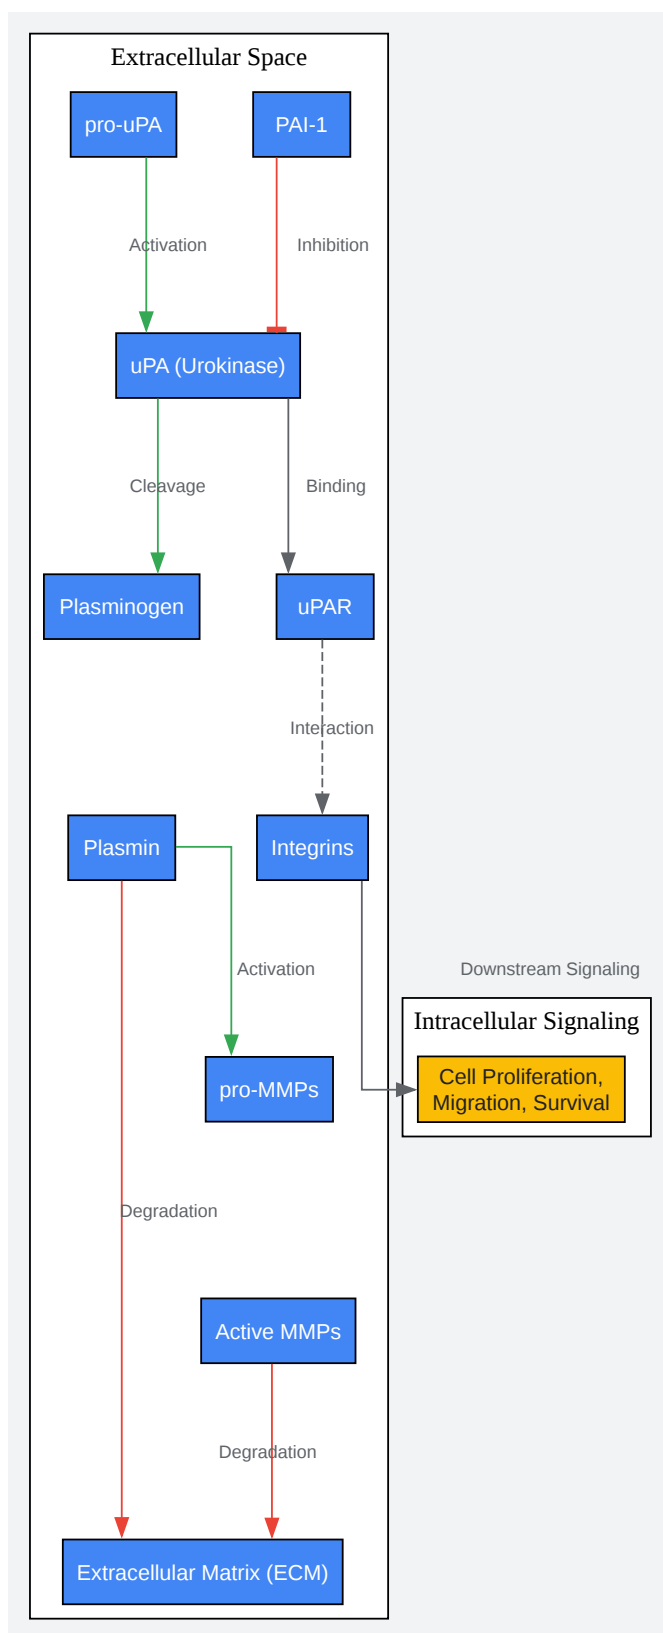 Extracellular Space
pro-uPA
PAI-1
Activation
Inhibition
uPA (Urokinase)
Cleavage
Binding
Plasminogen
uPAR
Interaction
Plasmin
Integrins
Activation
Downstream Signaling
Intracellular Signaling
Cell Proliferation,
Migration, Survival
pro-MMPs
Degradation
Active MMPs
Degradation
Extracellular Matrix (ECM)